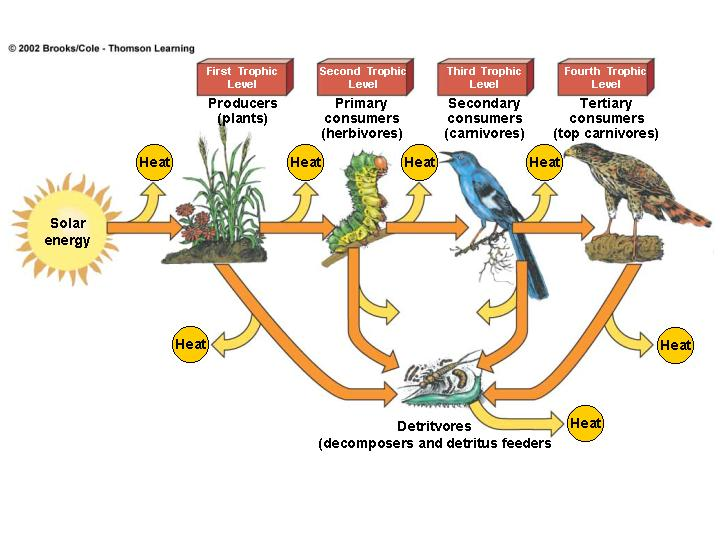 © 2002 Brooks/Cole - Thomson Learning
First Trophic
Level
Second Trophic
Level
Third Trophic
Level
Fourth Trophic
Level
Producers
(plants)
Primary
consumers
(herbivores)
Secondary
consumers
(carnivores)
Tertiary
consumers
(top carnivores)
Heat
Heat
Heat
Heat
Solar
energy
Heat
Heat
Heat
Detritvores
(decomposers and detritus feeders